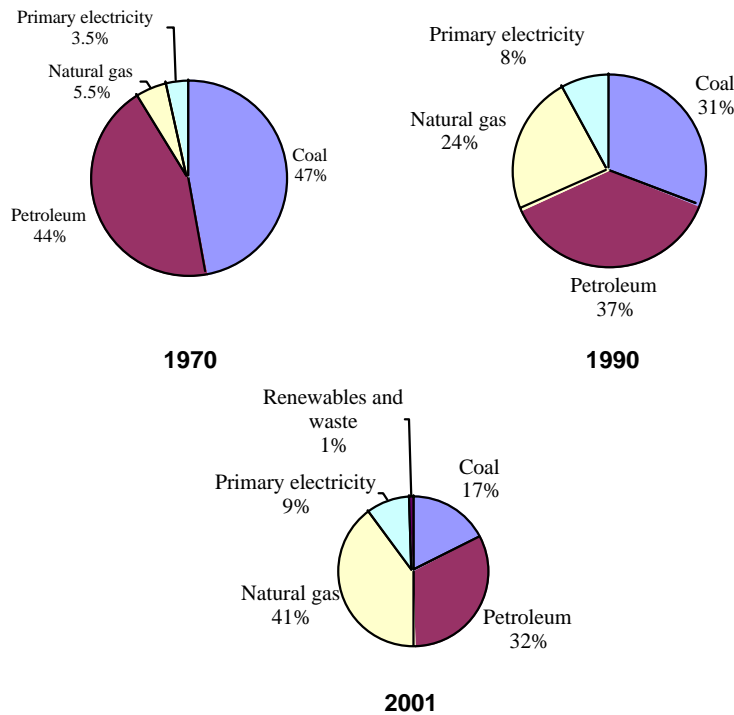 Primary electricity
3.5%
Natural gas
5.5%
Coal
47%
Petroleum
44%
1970
Primary electricity
8%
Coal
31%
Natural gas
24%
Petroleum
37%
1990
Renewables and
waste
1%
Coal
17%
Primary electricity
9%
Natural gas
41%
Petroleum
32%
2001